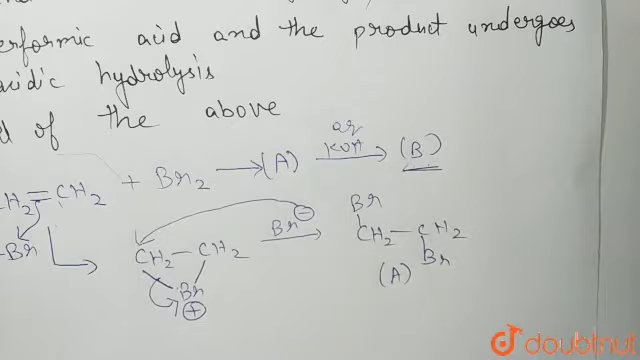 performic acid and the product undergoes
acidic hydrolysis
of the above
CH2=CH2 + Br2 → (A) aq KOH → (B)
-Br
CH2-CH2 Br⊖ → Br CH2-CH2 Br
Br ⊕
(A)
doubtnut